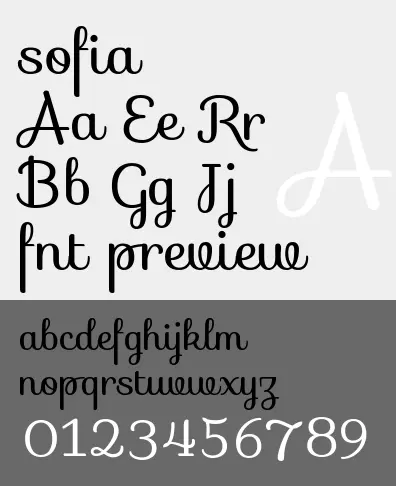 sofia
Aa Ee Rr
A
Bb Gg Jj
fnt preview
abcdefghijklm
nopqrstuvwxyz
0123456789